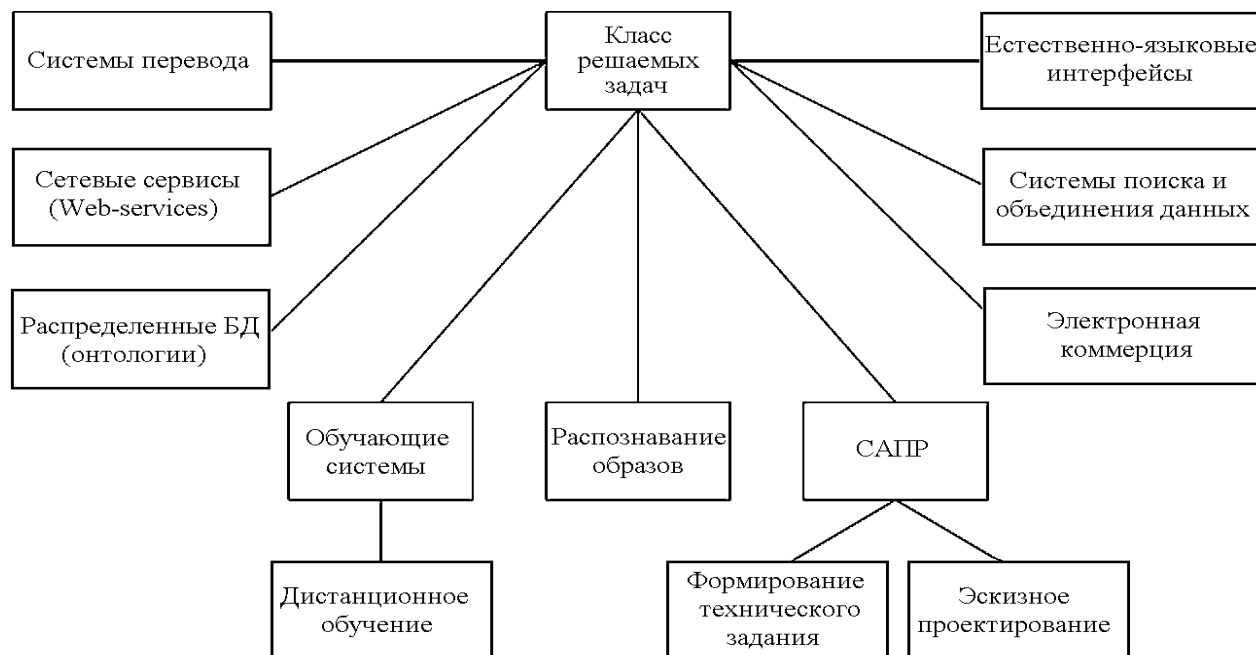 Класс
решаемых
задач
Системы перевода
Естественно-языковые
интерфейсы
Сетевые сервисы
(Web-services)
Системы поиска и
объединения данных
Распределенные БД
(онтологии)
Электронная
коммерция
Обучающие
системы
Распознавание
образов
САПР
Дистанционное
обучение
Формирование
технического
задания
Эскизное
проектирование